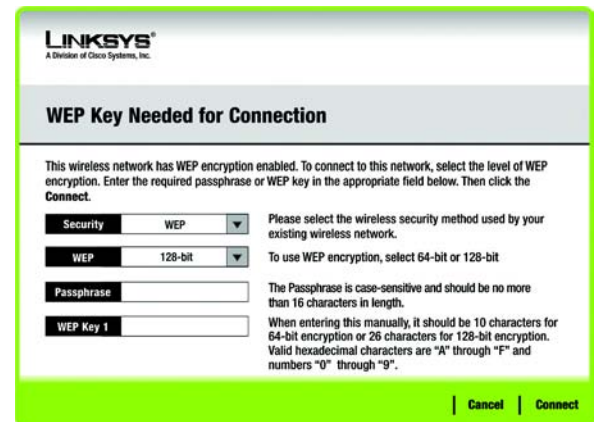 LINKSYS®
A Division of Cisco Systems, Inc.
WEP Key Needed for Connection
This wireless network has WEP encryption enabled. To connect to this network, select the level of WEP
encryption. Enter the required passphrase or WEP key in the appropriate field below. Then click the
Connect.
Security WEP
Please select the wireless security method used by your
existing wireless network.
WEP 128-bit
To use WEP encryption, select 64-bit or 128-bit
Passphrase
The Passphrase is case-sensitive and should be no more
than 16 characters in length.
WEP Key 1
When entering this manually, it should be 10 characters for
64-bit encryption or 26 characters for 128-bit encryption.
Valid hexadecimal characters are “A” through “F” and
numbers “0” through “9”.
Cancel Connect